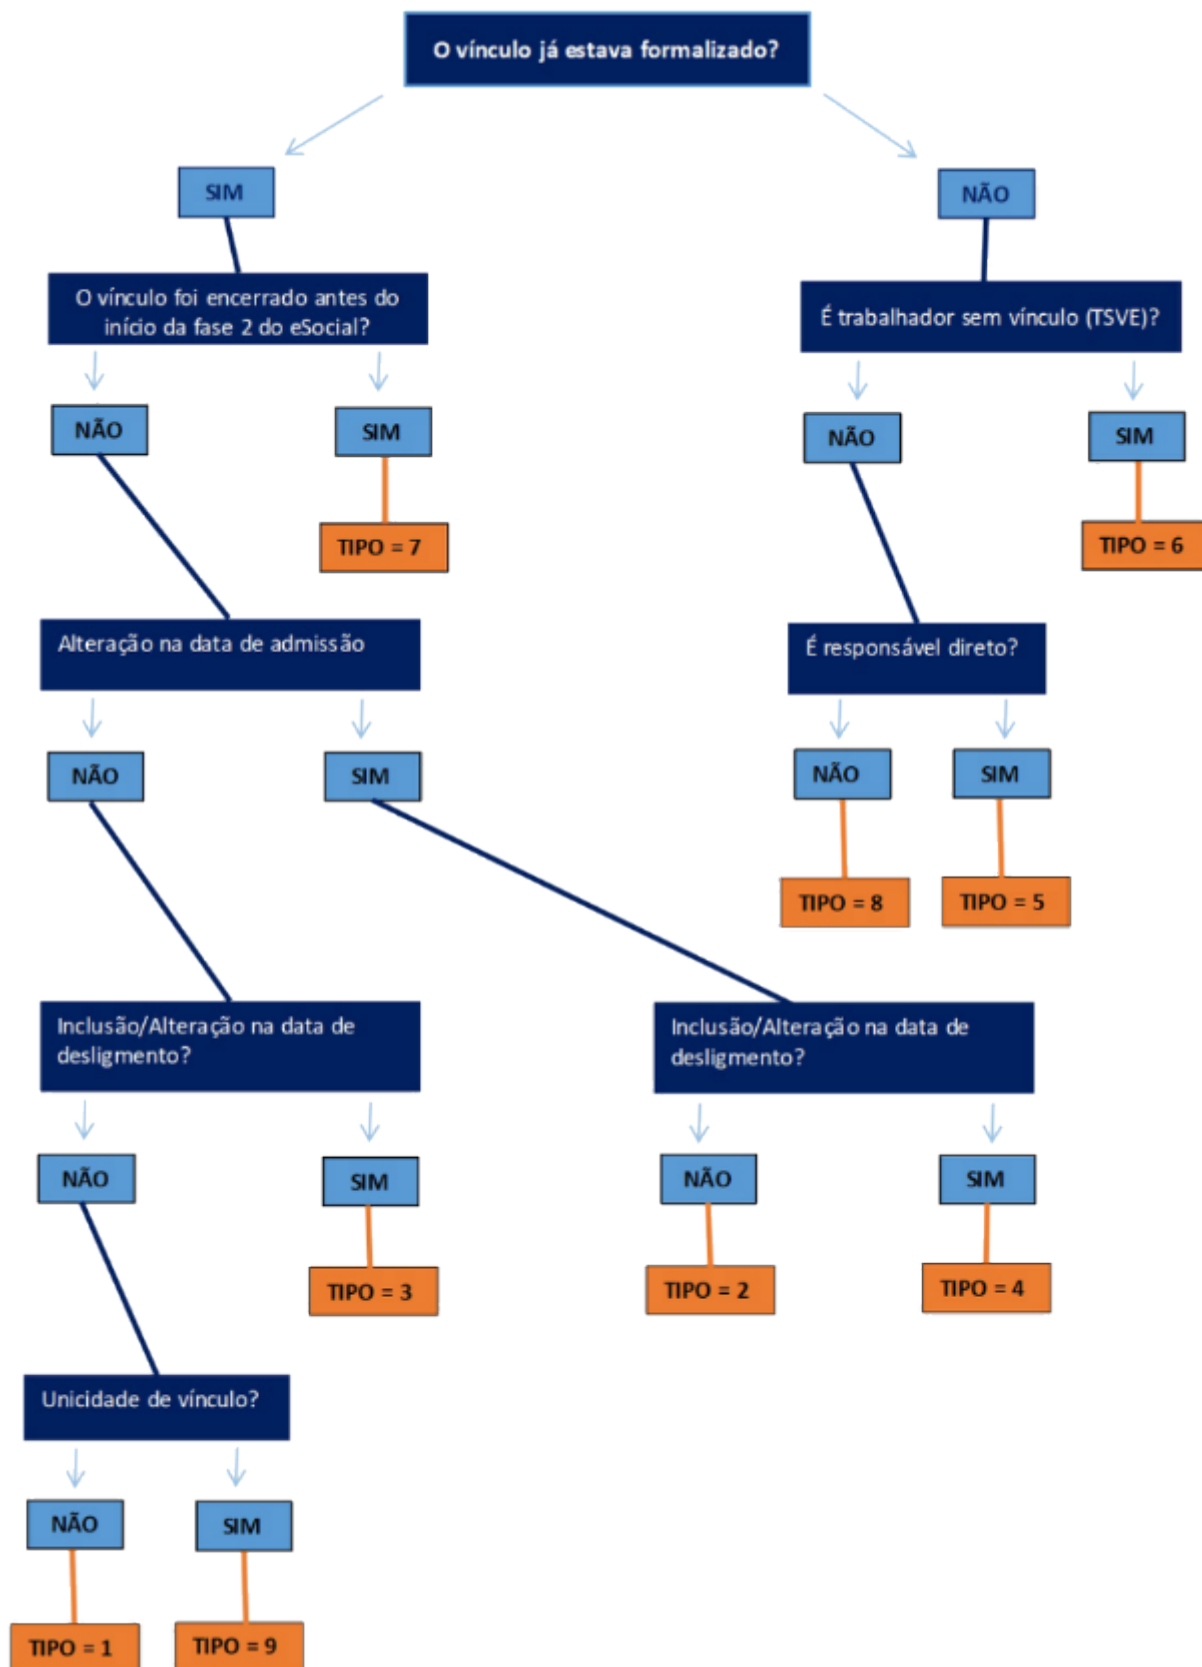 O vínculo já estava formalizado?
SIM
NÃO
O vínculo foi encerrado antes do
início da fase 2 do eSocial?
É trabalhador sem vínculo (TSVE)?
NÃO
SIM
NÃO
SIM
TIPO = 7
TIPO = 6
Alteração na data de admissão
É responsável direto?
NÃO
SIM
NÃO
SIM
TIPO = 8
TIPO = 5
Inclusão/Alteração na data de
desligmento?
Inclusão/Alteração na data de
desligmento?
NÃO
SIM
NÃO
SIM
TIPO = 3
TIPO = 2
TIPO = 4
Unicidade de vínculo?
NÃO
SIM
TIPO = 1
TIPO = 9